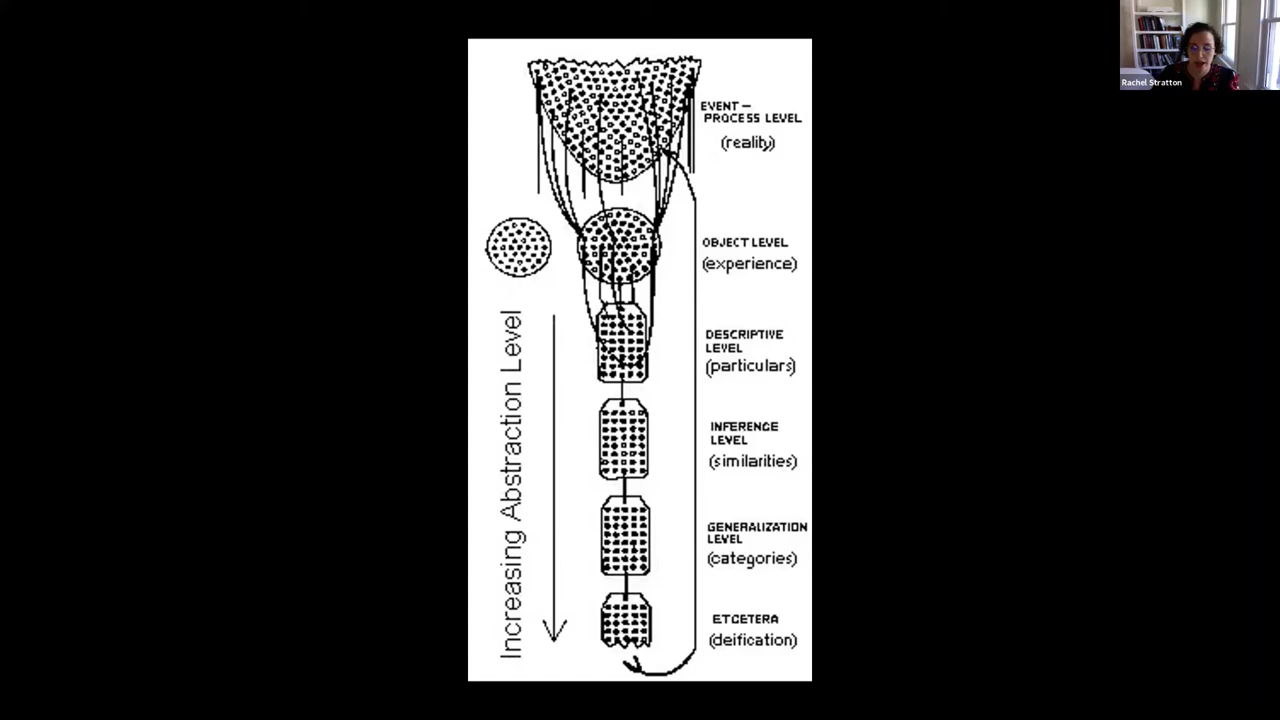 Rachel Stratton
EVENT —
PROCESS LEVEL
(reality)
OBJECT LEVEL
(experience)
DESCRIPTIVE
LEVEL
(particulars)
INFERENCE
LEVEL
(similarities)
GENERALIZATION
LEVEL
(categories)
ETCETERA
(deification)
Increasing Abstraction Level